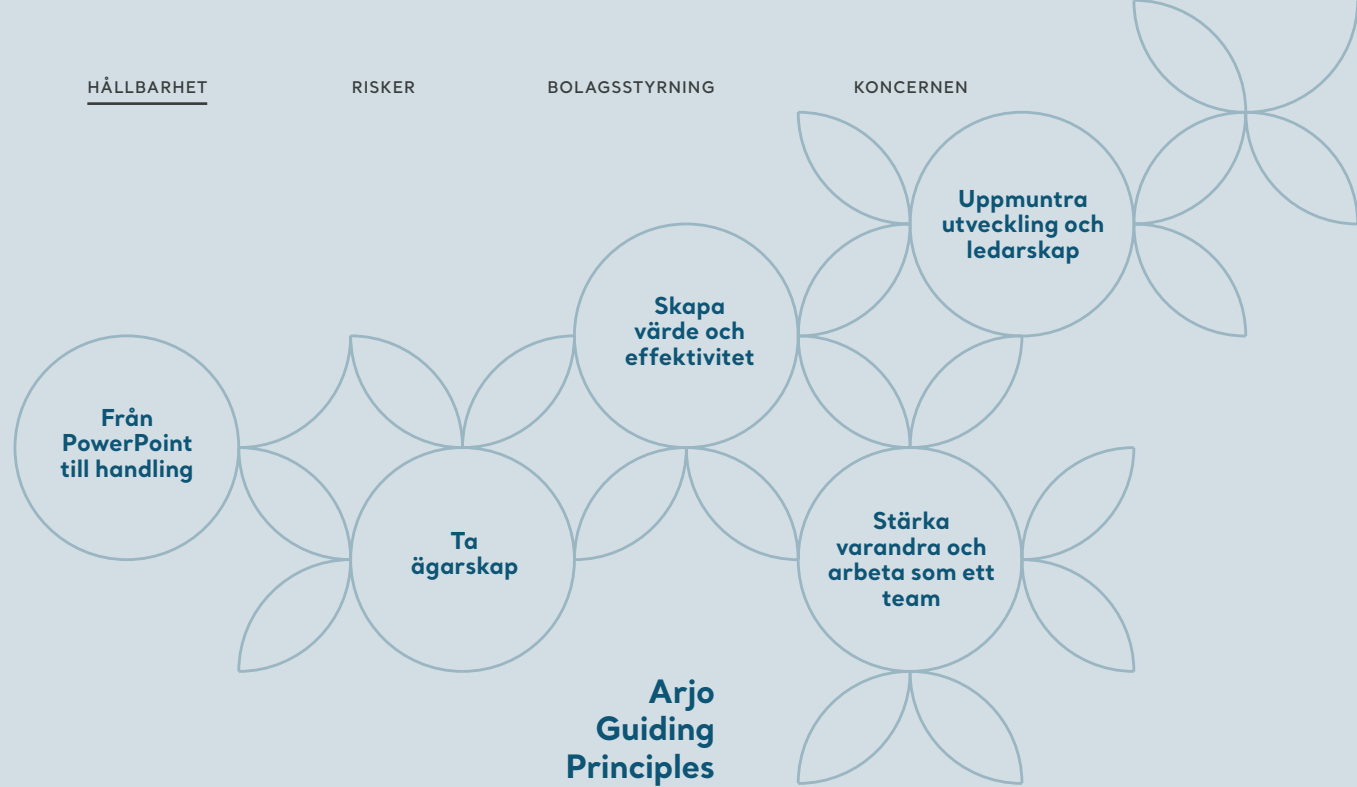 HÅLLBARHET
RISKER
BOLAGSSTYRNING
KONCERNEN
Uppmuntra
utveckling och
ledarskap
Skapa
värde och
effektivitet
Från
PowerPoint
till handling
Ta
ägarskap
Stärka
varandra och
arbeta som ett
team
Arjo
Guiding
Principles